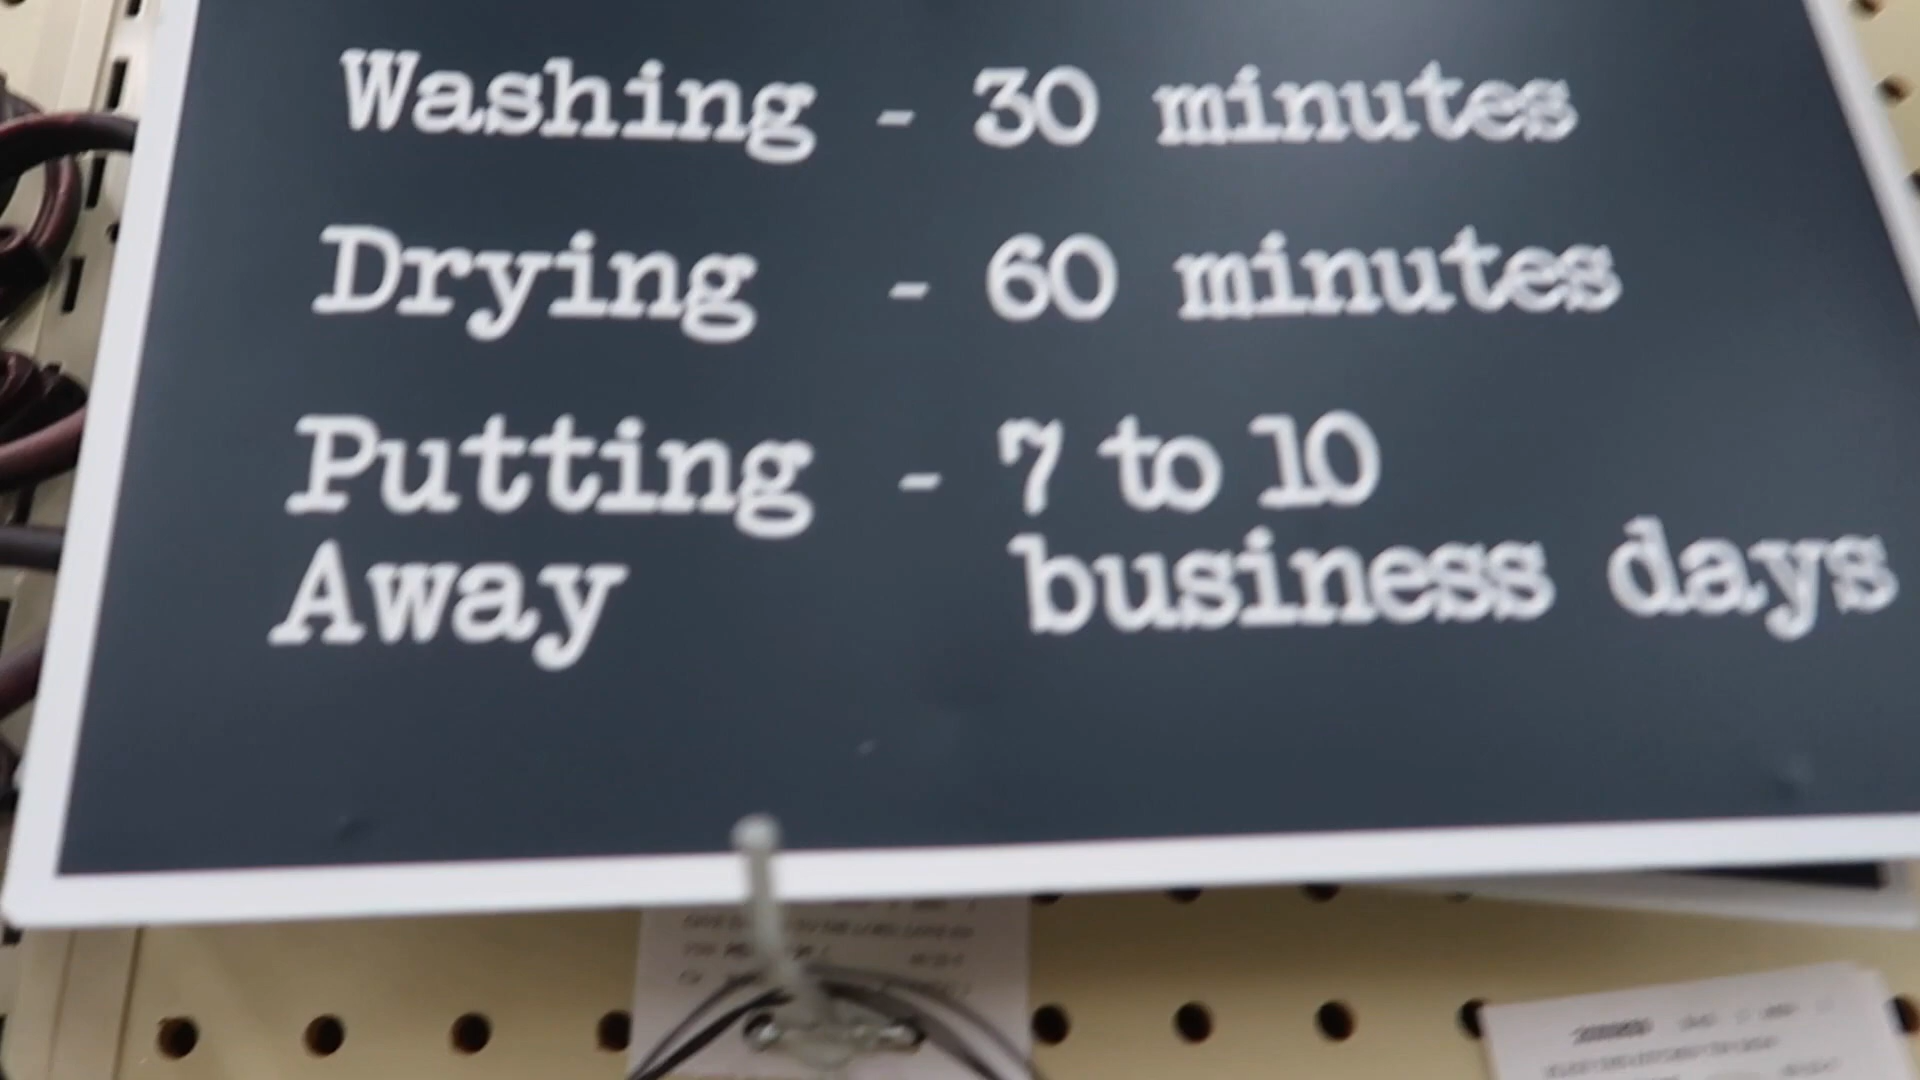 Washing - 30 minutes
Drying - 60 minutes
Putting - 7 to 10
Away business days